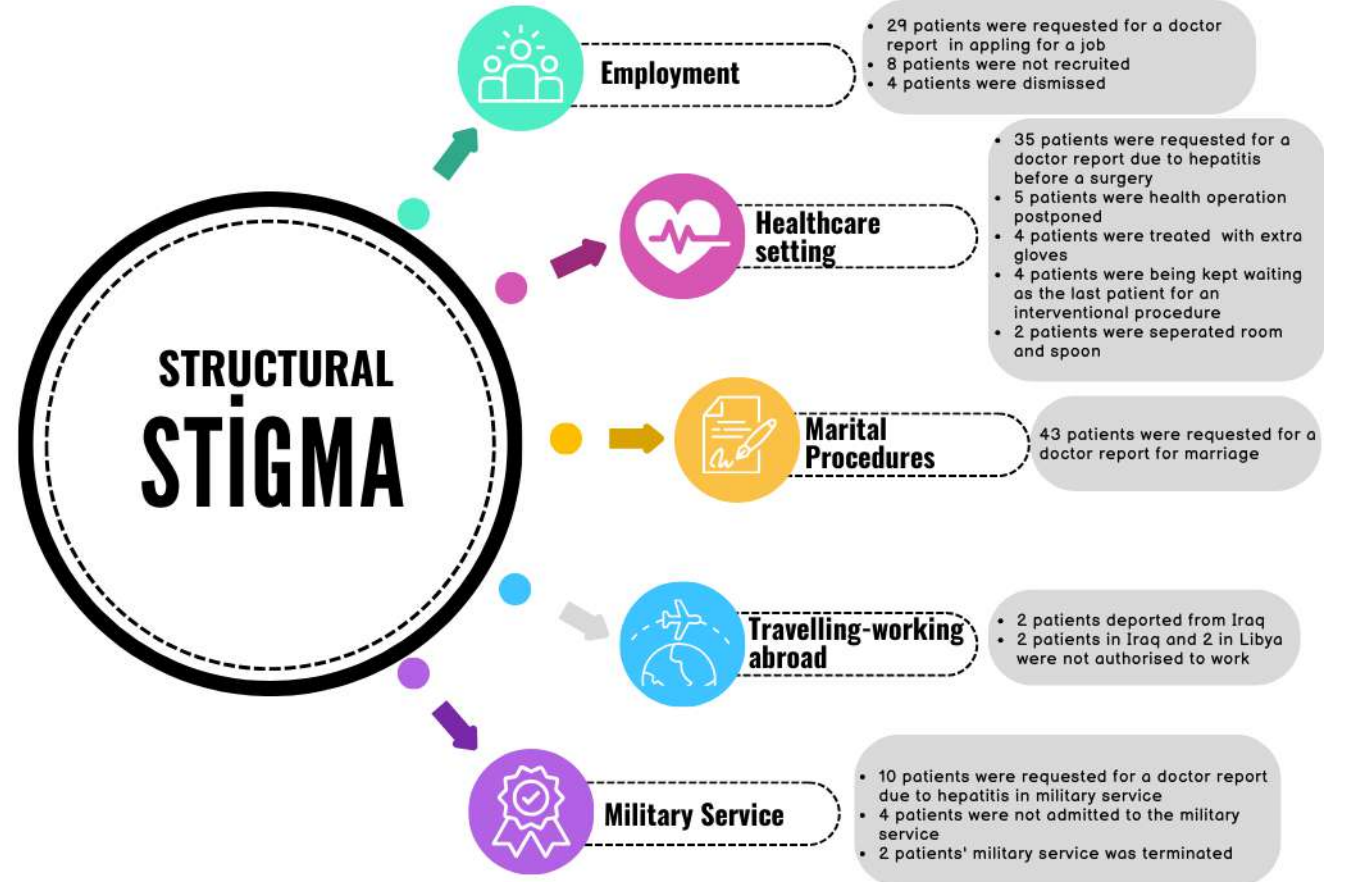 STRUCTURAL
STİGMA
Employment
• 29 patients were requested for a doctor
report in appling for a job
• 8 patients were not recruited
• 4 patients were dismissed
Healthcare
setting
• 35 patients were requested for a
doctor report due to hepatitis
before a surgery
• 5 patients were health operation
postponed
• 4 patients were treated with extra
gloves
• 4 patients were being kept waiting
as the last patient for an
interventional procedure
• 2 patients were seperated room
and spoon
Marital
Procedures
43 patients were requested for a
doctor report for marriage
Travelling-working
abroad
• 2 patients deported from Iraq
• 2 patients in Iraq and 2 in Libya
were not authorised to work
Military Service
• 10 patients were requested for a doctor report
due to hepatitis in military service
• 4 patients were not admitted to the military
service
• 2 patients' military service was terminated